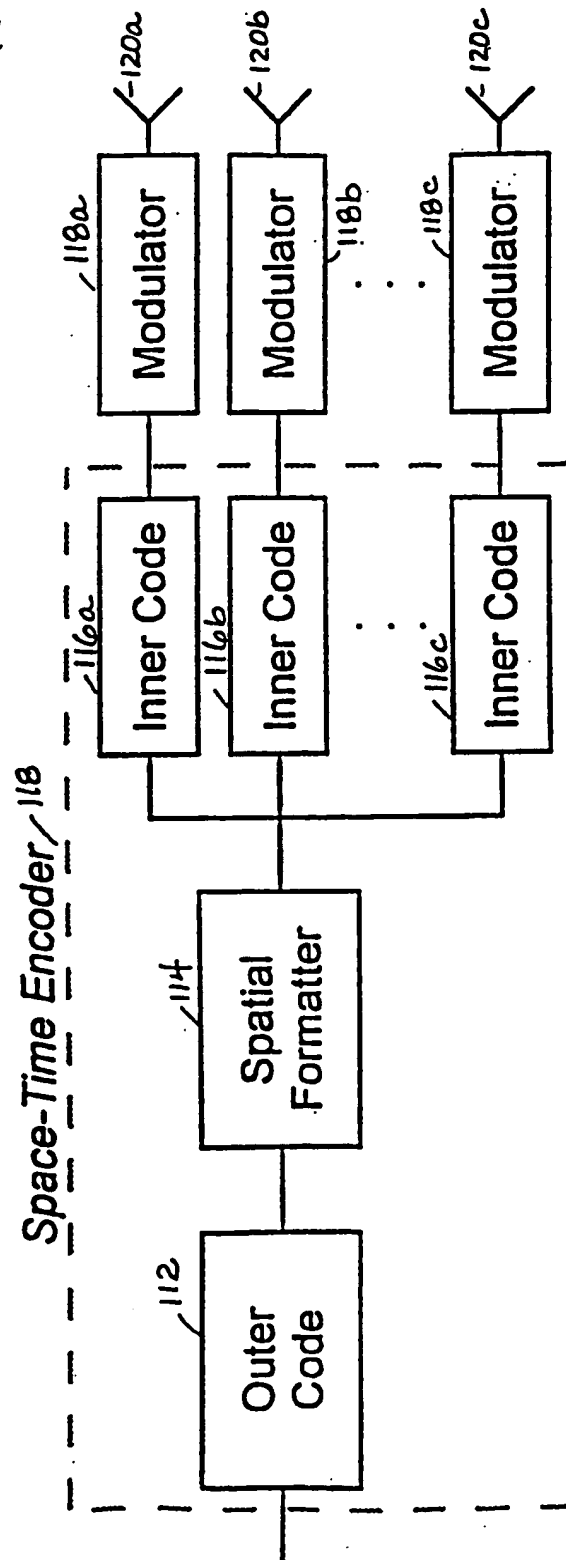 Space-Time Encoder 118
112
Outer
Code
114
Spatial
Formatter
116a
Inner Code
116b
Inner Code
116c
Inner Code
118a
Modulator
118b
Modulator
118c
Modulator
120a
120b
120c